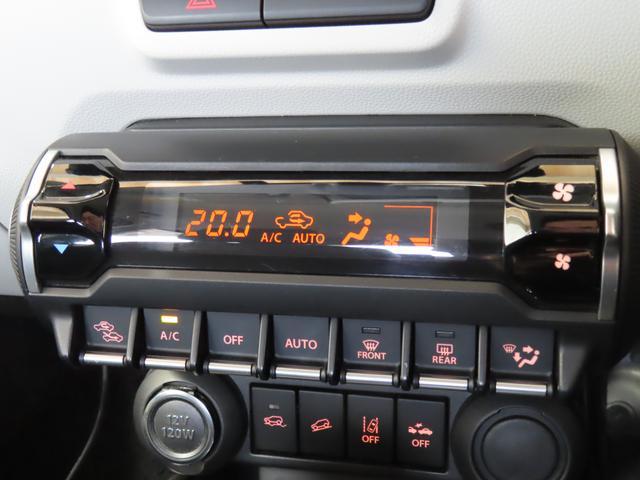 20.0
A/C AUTO
A/C
OFF
AUTO
FRONT
REAR
12V
120W
OFF
OFF